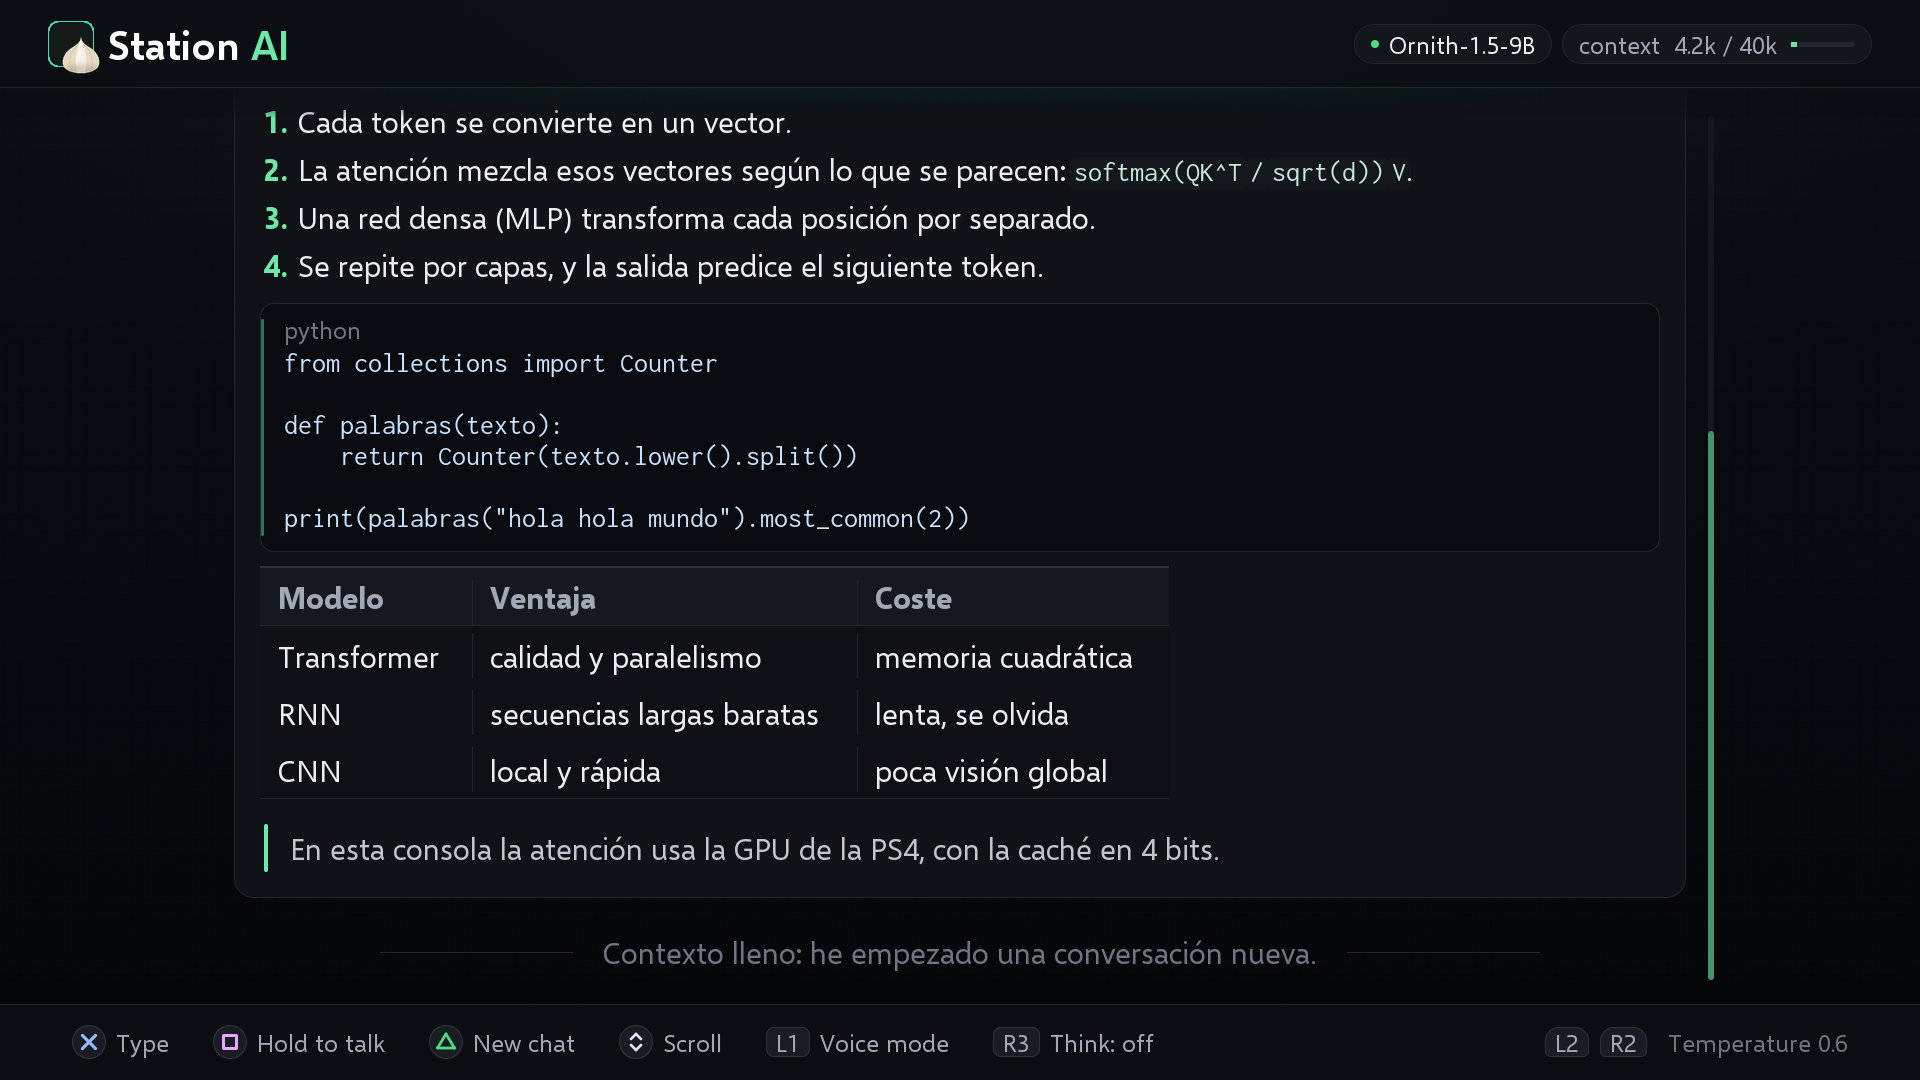 Station AI
Ornith-1.5-9B
context 4.2k / 40k
1. Cada token se convierte en un vector.
2. La atención mezcla esos vectores según lo que se parecen: softmax(QK^T / sqrt(d)) V.
3. Una red densa (MLP) transforma cada posición por separado.
4. Se repite por capas, y la salida predice el siguiente token.
python
from collections import Counter
def palabras(texto):
    return Counter(texto.lower().split())
print(palabras("hola hola mundo").most_common(2))
Modelo Ventaja Coste
Transformer calidad y paralelismo memoria cuadrática
RNN secuencias largas baratas lenta, se olvida
CNN local y rápida poca visión global
En esta consola la atención usa la GPU de la PS4, con la caché en 4 bits.
Contexto lleno: he empezado una conversación nueva.
Type Hold to talk New chat Scroll L1 Voice mode R3 Think: off L2 R2 Temperature 0.6